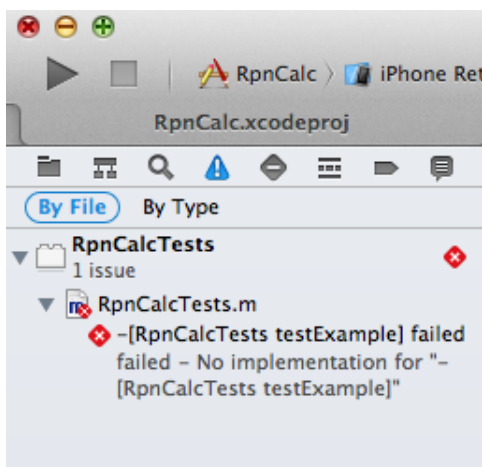 RpnCalc 〉 iPhone Ret
RpnCalc.xcodeproj
By File By Type
RpnCalcTests
1 issue
RpnCalcTests.m
-[RpnCalcTests testExample] failed
failed – No implementation for "-
[RpnCalcTests testExample]"